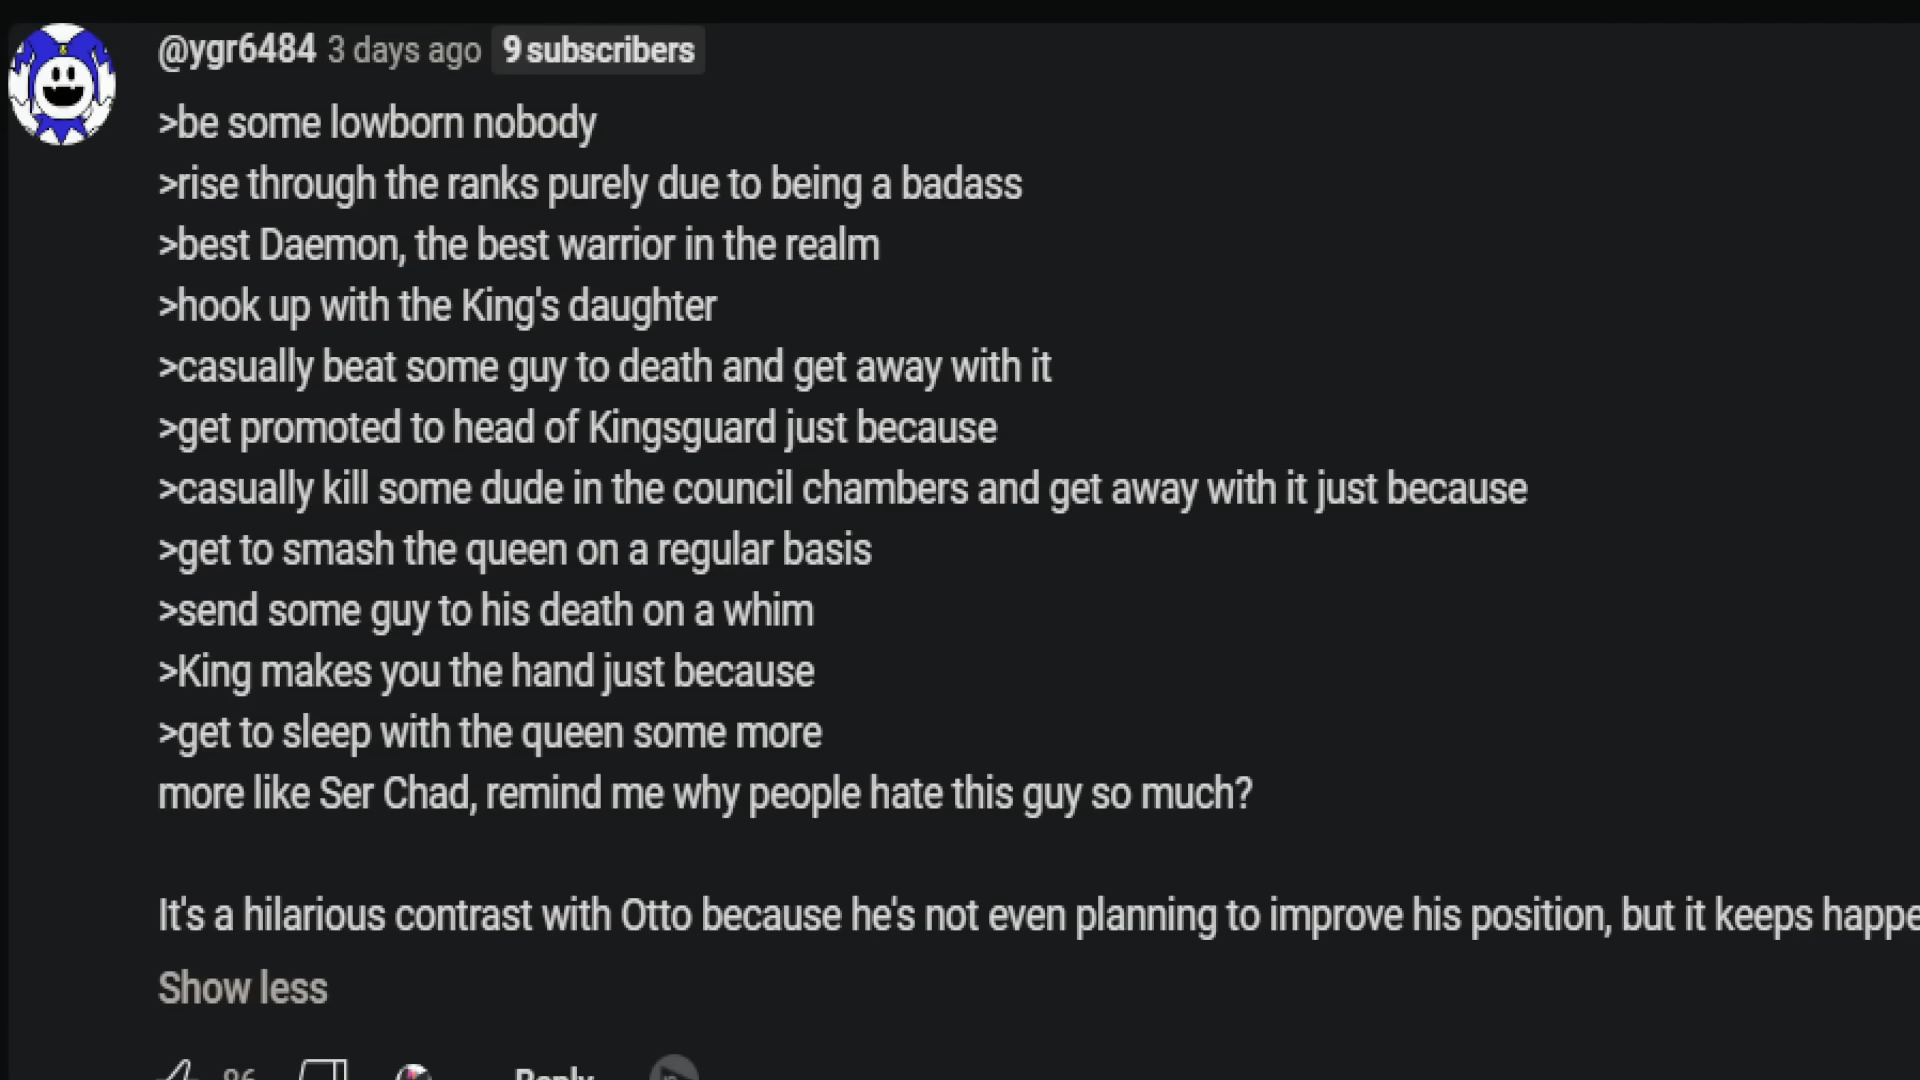 @ygr6484 3 days ago 9 subscribers
>be some lowborn nobody
>rise through the ranks purely due to being a badass
>best Daemon, the best warrior in the realm
>hook up with the King's daughter
>casually beat some guy to death and get away with it
>get promoted to head of Kingsguard just because
>casually kill some dude in the council chambers and get away with it just because
>get to smash the queen on a regular basis
>send some guy to his death on a whim
>King makes you the hand just because
>get to sleep with the queen some more
more like Ser Chad, remind me why people hate this guy so much?
It's a hilarious contrast with Otto because he's not even planning to improve his position, but it keeps happe
Show less
Reply